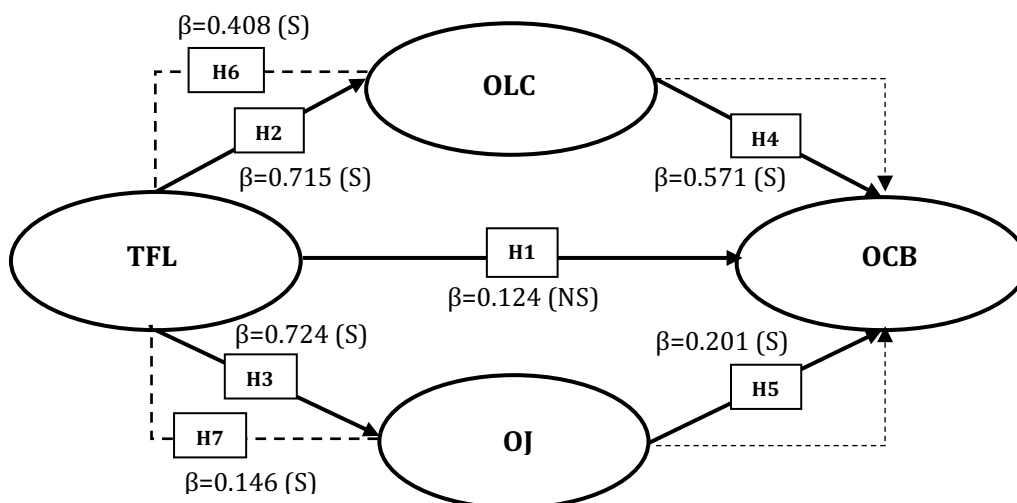 β=0.408 (S)
H6
OLC
H2
H4
β=0.715 (S)
β=0.571 (S)
TFL
H1
OCB
β=0.124 (NS)
β=0.724 (S)
β=0.201 (S)
H3
H5
H7
OJ
β=0.146 (S)